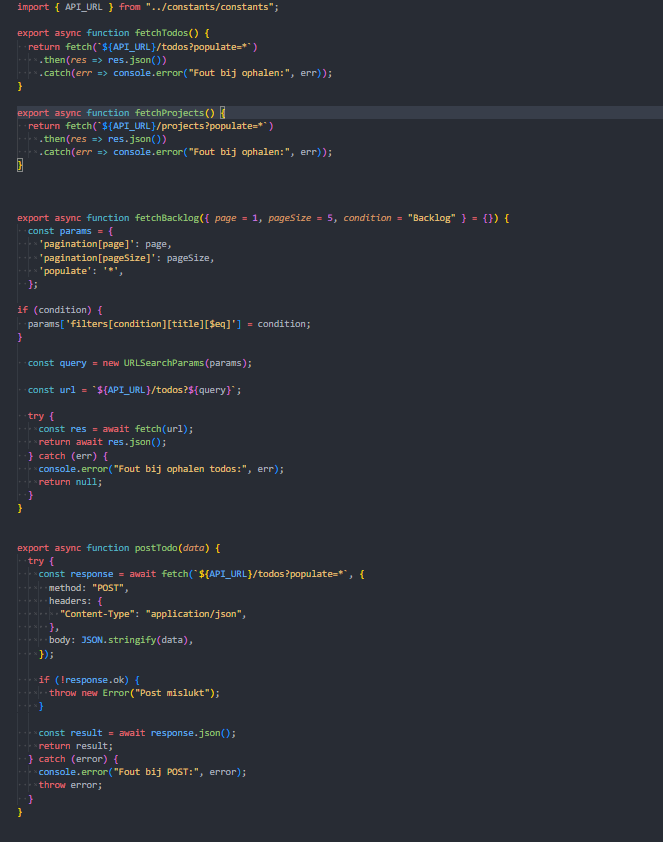 import { API_URL } from "../constants/constants";
export async function fetchTodos() {
return fetch(`${API_URL}/todos?populate=*`)
.then(res => res.json())
.catch(err => console.error("Fout bij ophalen:", err));
}
export async function fetchProjects() {
return fetch(`${API_URL}/projects?populate=*`)
.then(res => res.json())
.catch(err => console.error("Fout bij ophalen:", err));
}
export async function fetchBacklog({ page = 1, pageSize = 5, condition = "Backlog" } = {}) {
const params = {
'pagination[page]': page,
'pagination[pageSize]': pageSize,
'populate': '*',
};
if (condition) {
params['filters[condition][title][$eq]'] = condition;
}
const query = new URLSearchParams(params);
const url = `${API_URL}/todos?${query}`;
try {
const res = await fetch(url);
return await res.json();
} catch (err) {
console.error("Fout bij ophalen todos:", err);
return null;
}
}
export async function postTodo(data) {
try {
const response = await fetch(`${API_URL}/todos?populate=*`, {
method: "POST",
headers: {
"Content-Type": "application/json",
},
body: JSON.stringify(data),
});
if (!response.ok) {
throw new Error("Post mislukt");
}
const result = await response.json();
return result;
} catch (error) {
console.error("Fout bij POST:", error);
throw error;
}
}